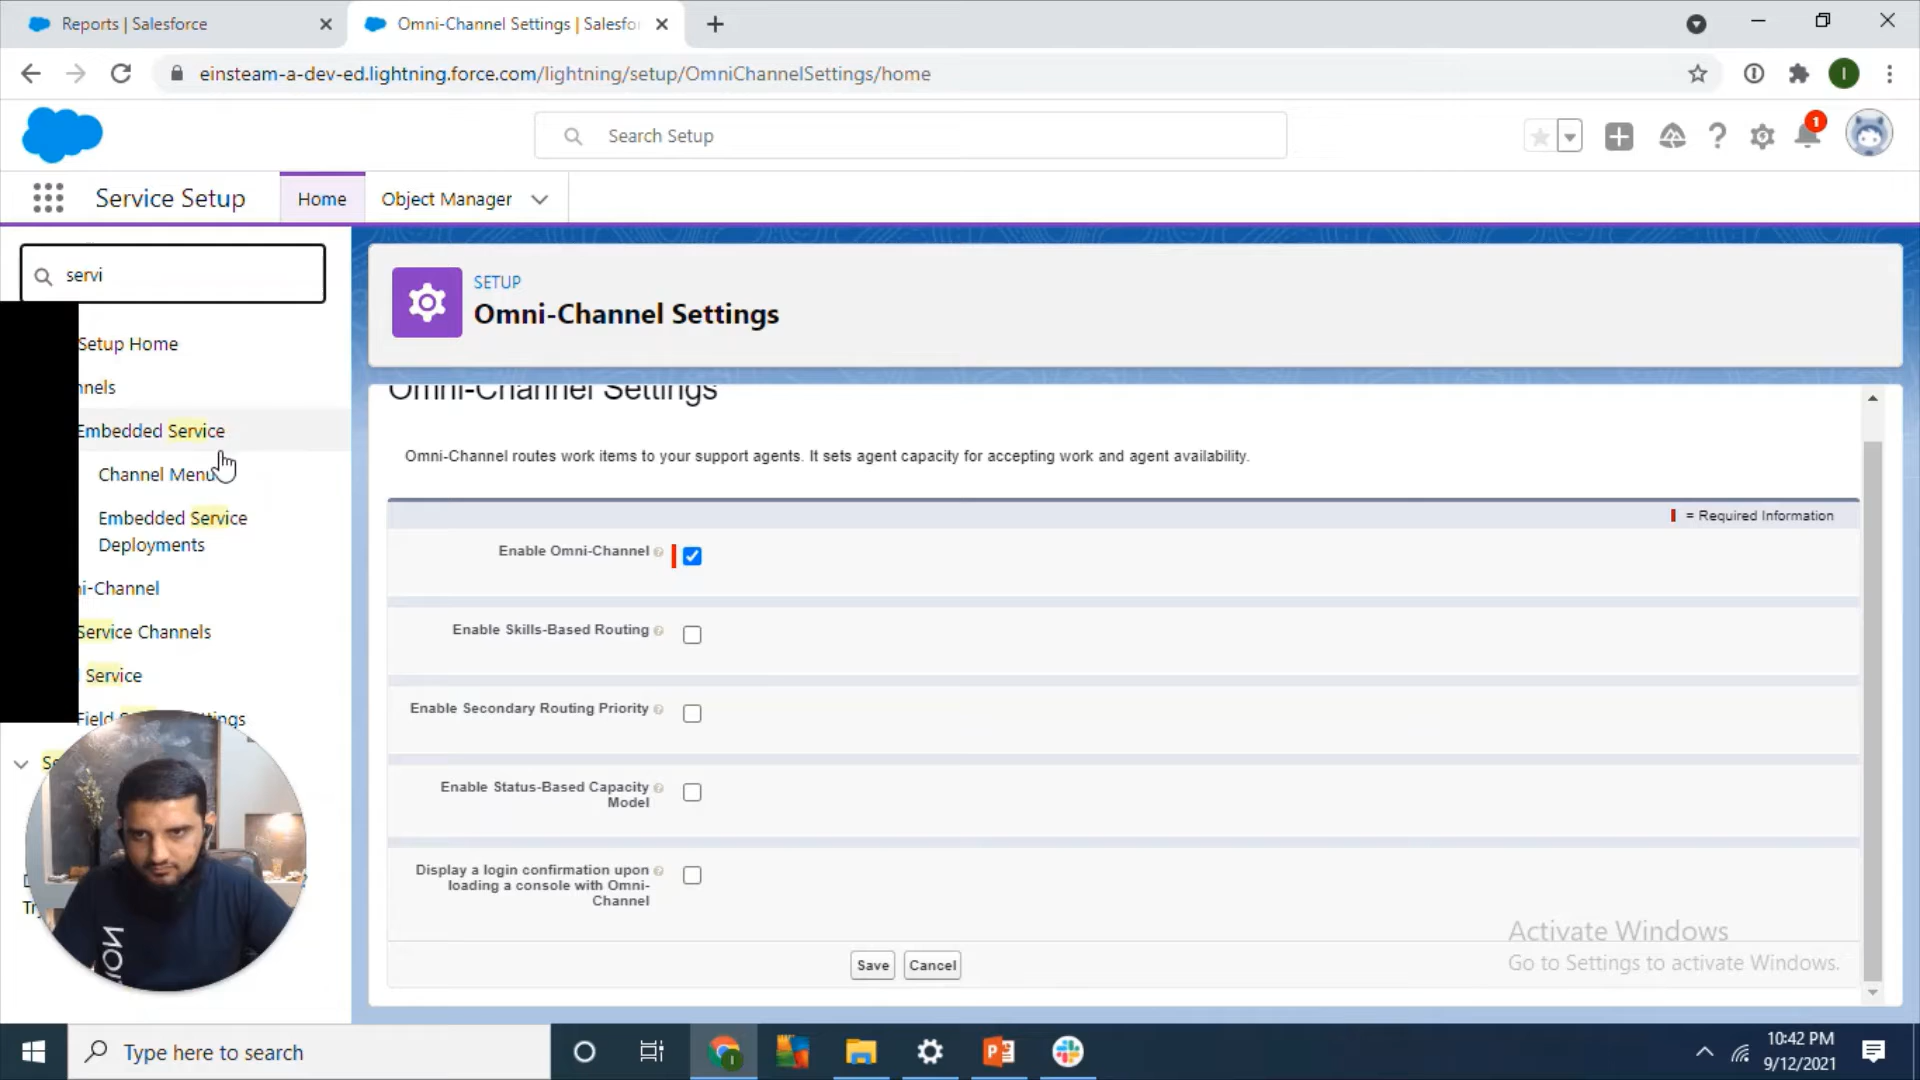 Reports | Salesforce
Omni-Channel Settings | Salesfo
einsteam-a-dev-ed.lightning.force.com/lightning/setup/OmniChannelSettings/home
I
Search Setup
1
Service Setup
Home
Object Manager
servi
SETUP
Omni-Channel Settings
Setup Home
nnels
Embedded Service
Channel Menu
Embedded Service
Deployments
i-Channel
Service Channels
Service
Field
ings
Omni-Channel Settings
Omni-Channel routes work items to your support agents. It sets agent capacity for accepting work and agent availability.
= Required Information
Enable Omni-Channel
Enable Skills-Based Routing
Enable Secondary Routing Priority
Enable Status-Based Capacity
Model
Display a login confirmation upon
loading a console with Omni-
Channel
Save
Cancel
Activate Windows
Go to Settings to activate Windows.
Type here to search
10:42 PM
9/12/2021